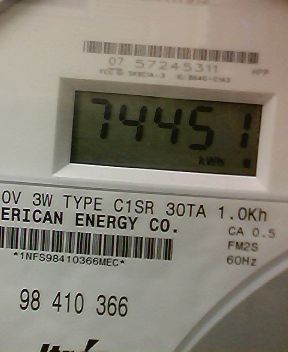 07 57245311
74451
kWh
0V 3W TYPE C1SR 30TA 1.0Kh
ERICAN ENERGY CO.
CA 0.5
FM2S
60Hz
*1NFS98410366MEC*
98 410 366